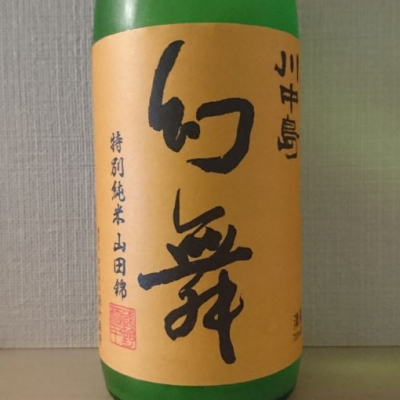 川中島
幻舞
特別純米 山田錦